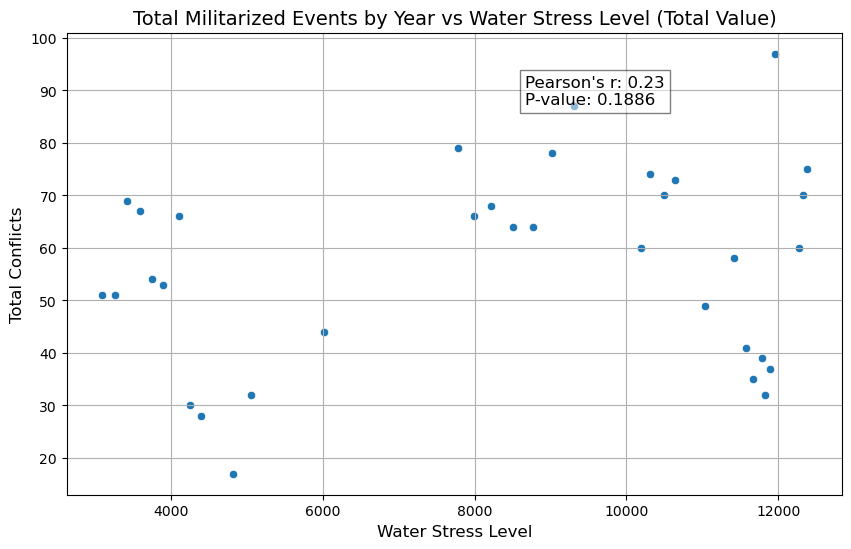 Total Militarized Events by Year vs Water Stress Level (Total Value)
100
90
80
70
60
50
40
30
20
Total Conflicts
Pearson's r: 0.23
P-value: 0.1886
4000 6000 8000 10000 12000
Water Stress Level